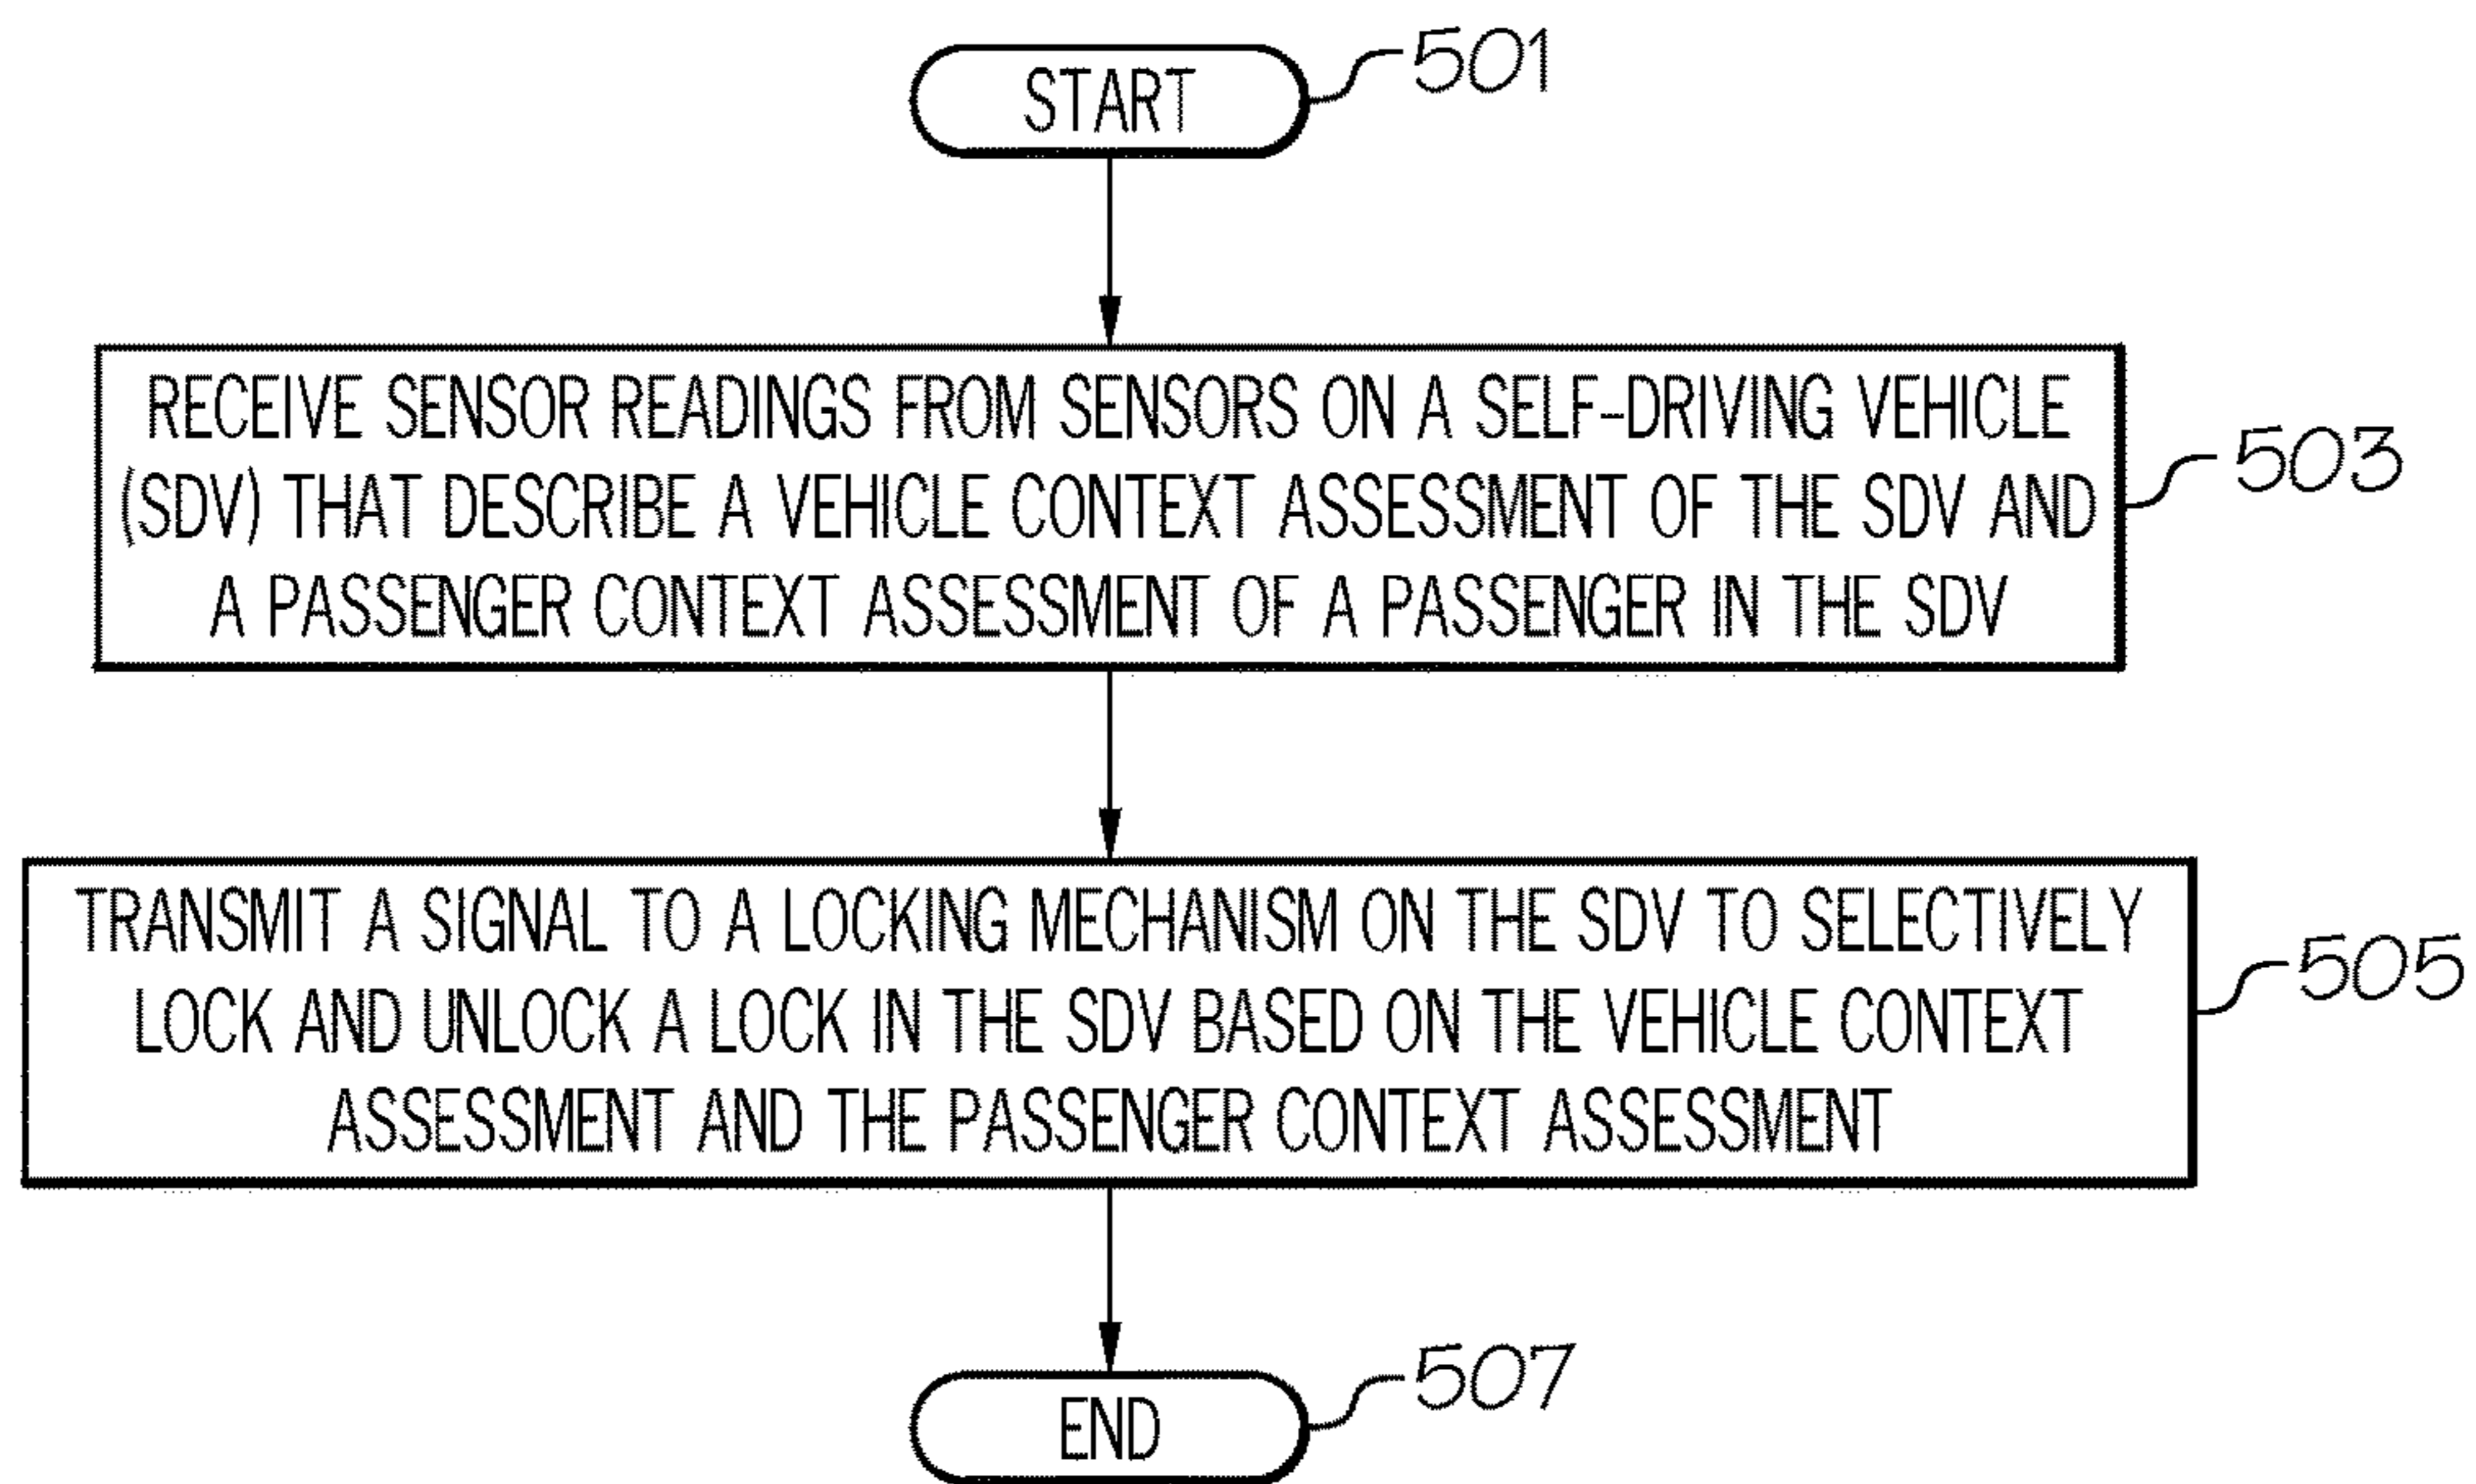 START
501
RECEIVE SENSOR READINGS FROM SENSORS ON A SELF-DRIVING VEHICLE
(SDV) THAT DESCRIBE A VEHICLE CONTEXT ASSESSMENT OF THE SDV AND
A PASSENGER CONTEXT ASSESSMENT OF A PASSENGER IN THE SDV
503
TRANSMIT A SIGNAL TO A LOCKING MECHANISM ON THE SDV TO SELECTIVELY
LOCK AND UNLOCK A LOCK IN THE SDV BASED ON THE VEHICLE CONTEXT
ASSESSMENT AND THE PASSENGER CONTEXT ASSESSMENT
505
END
507